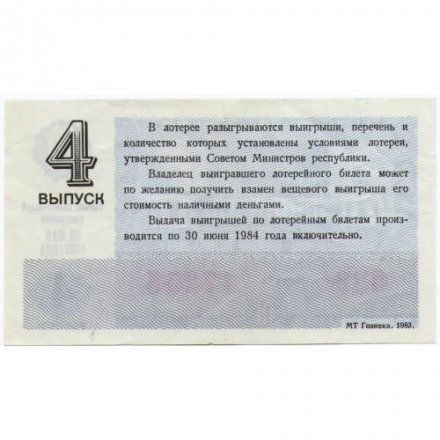 4
ВЫПУСК
В лотерее разыгрываются выигрыши, перечень и
количество которых установлены условиями лотереи,
утвержденными Советом Министров республики.
Владелец выигравшего лотерейного билета может
по желанию получить взамен вещевого выигрыша его
стоимость наличными деньгами.
Выдача выигрышей по лотерейным билетам произ-
водится по 30 июня 1984 года включительно.
МТ Гознака. 1983.